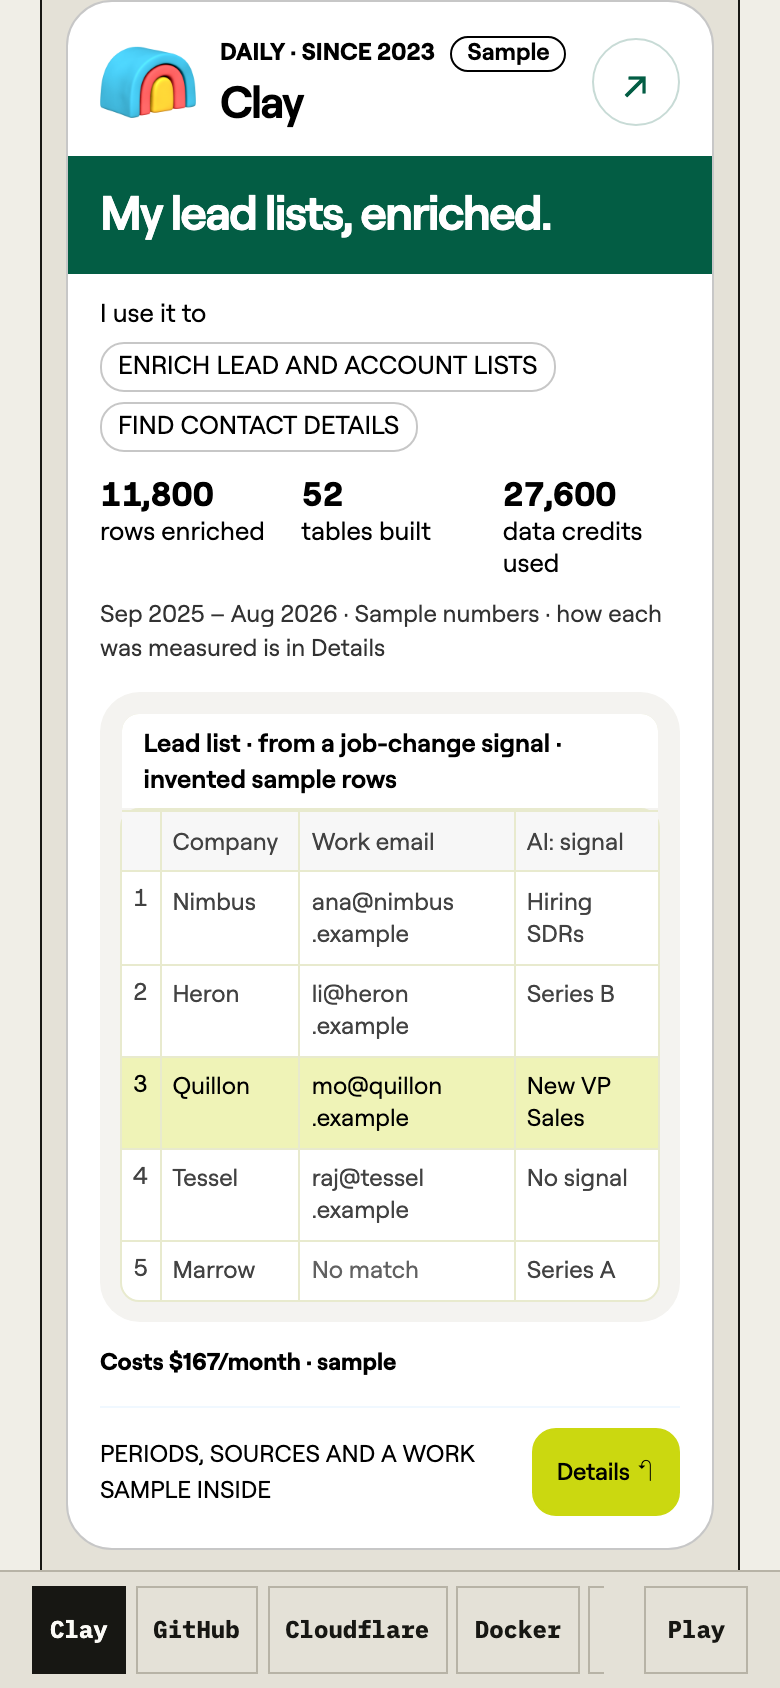 DAILY · SINCE 2023
Sample
Clay
My lead lists, enriched.
I use it to
ENRICH LEAD AND ACCOUNT LISTS
FIND CONTACT DETAILS
11,800
rows enriched
52
tables built
27,600
data credits
used
Sep 2025 – Aug 2026 · Sample numbers · how each
was measured is in Details
Lead list · from a job-change signal ·
invented sample rows
Company Work email AI: signal
1 Nimbus ana@nimbus Hiring
.example SDRs
2 Heron li@heron Series B
.example
3 Quillon mo@quillon New VP
.example Sales
4 Tessel raj@tessel No signal
.example
5 Marrow No match Series A
Costs $167/month · sample
PERIODS, SOURCES AND A WORK
SAMPLE INSIDE
Details
Clay GitHub Cloudflare Docker Play